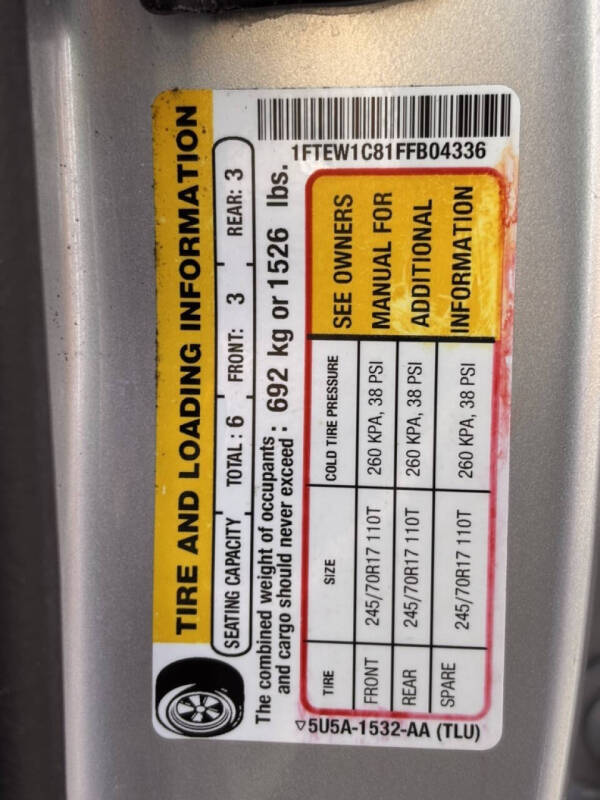 TIRE AND LOADING INFORMATION
SEATING CAPACITY TOTAL: 6 FRONT: 3 REAR: 3
The combined weight of occupants
and cargo should never exceed : 692 kg or 1526 lbs.
1FTEW1C81FFB04336
TIRE SIZE COLD TIRE PRESSURE
FRONT 245/70R17 110T 260 KPA, 38 PSI
REAR 245/70R17 110T 260 KPA, 38 PSI
SPARE 245/70R17 110T 260 KPA, 38 PSI
SEE OWNERS
MANUAL FOR
ADDITIONAL
INFORMATION
5U5A-1532-AA (TLU)